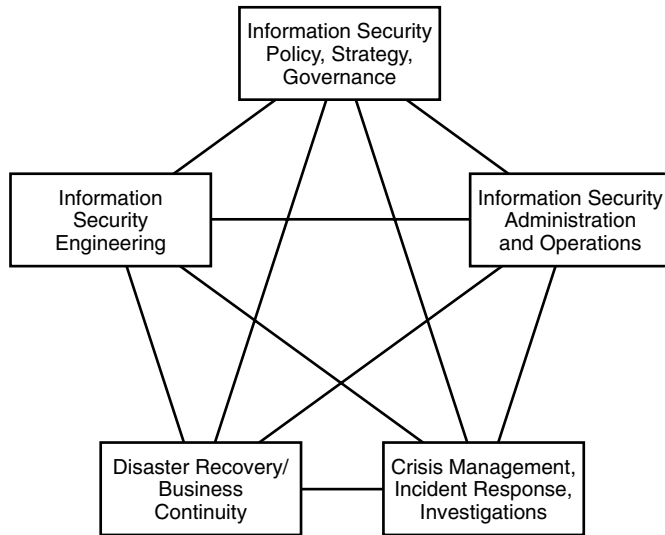 Information Security
Policy, Strategy,
Governance
Information
Security
Engineering
Information Security
Administration
and Operations
Disaster Recovery/
Business
Continuity
Crisis Management,
Incident Response,
Investigations